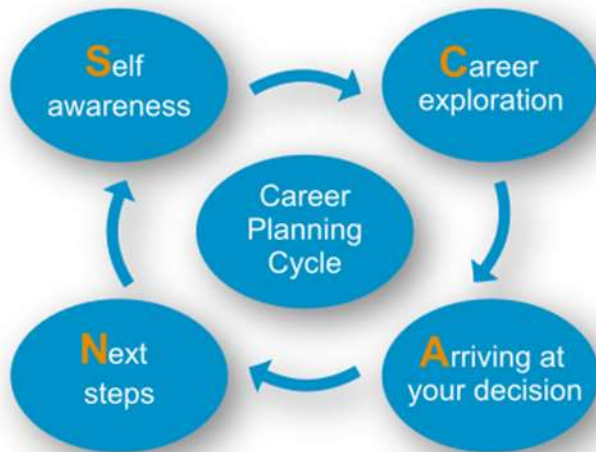 Self
awareness
Career
exploration
Career
Planning
Cycle
Next
steps
Arriving at
your decision